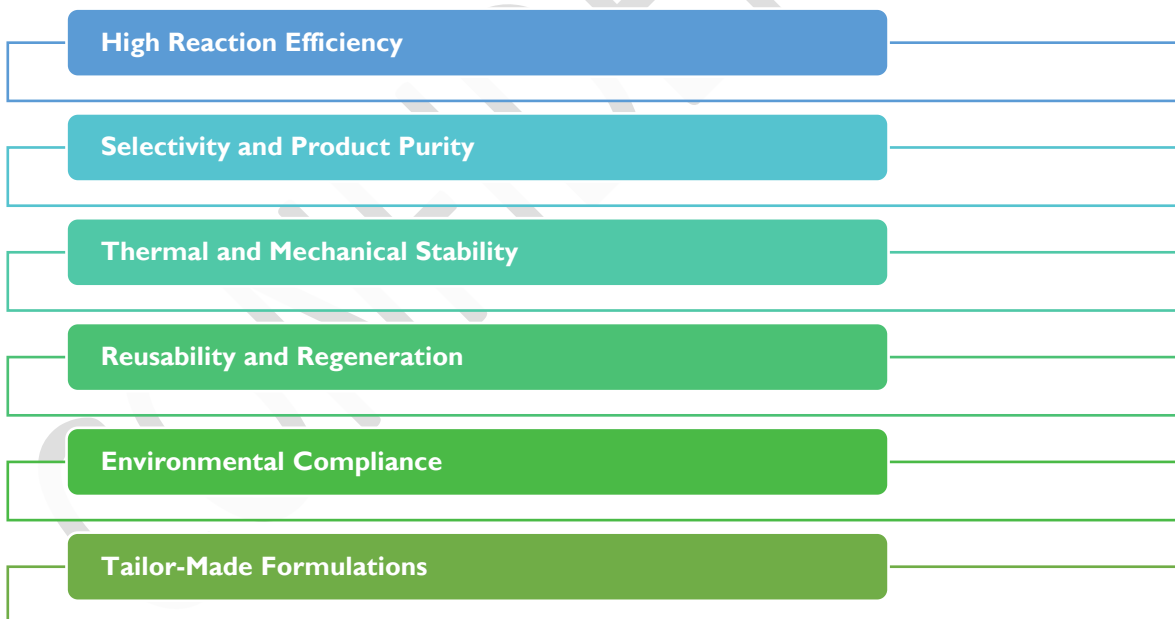 High Reaction Efficiency
Selectivity and Product Purity
Thermal and Mechanical Stability
Reusability and Regeneration
Environmental Compliance
Tailor-Made Formulations